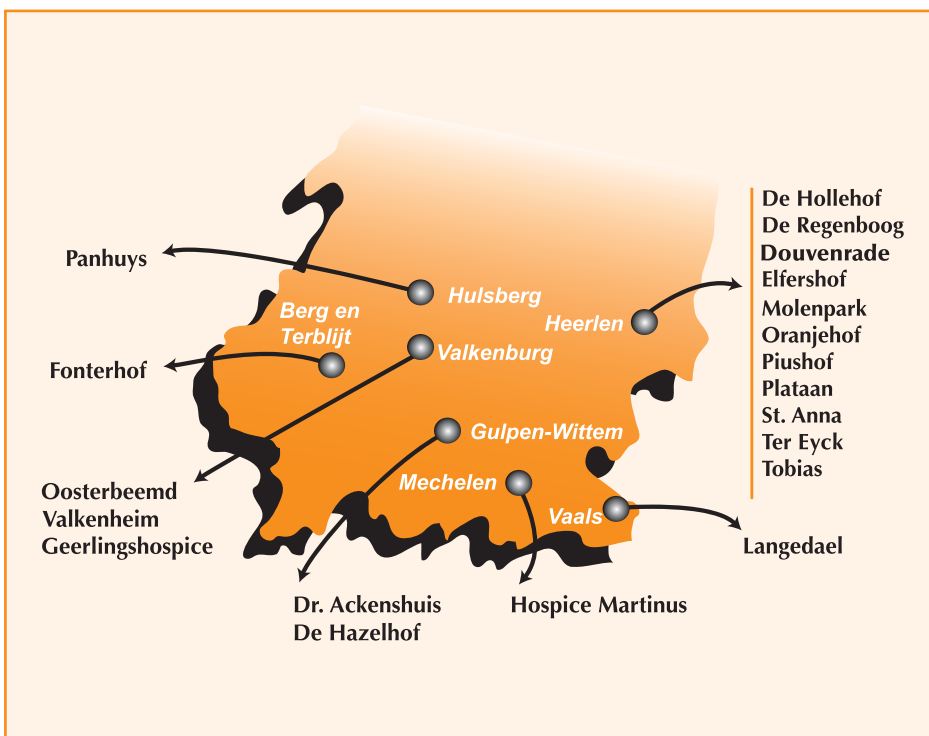 De Hollehof
De Regenboog
Douvenrade
Elfershof
Molenpark
Oranjehof
Piushof
Plataan
St. Anna
Ter Eyck
Tobias
Panhuys
Hulsberg
Berg en
Terblijt
Heerlen
Valkenburg
Fonterhof
Gulpen-Wittem
Mechelen
Oosterbeemd
Valkenheim
Geerlingshospice
Vaals
Langedael
Dr. Ackenshuis
De Hazelhof
Hospice Martinus